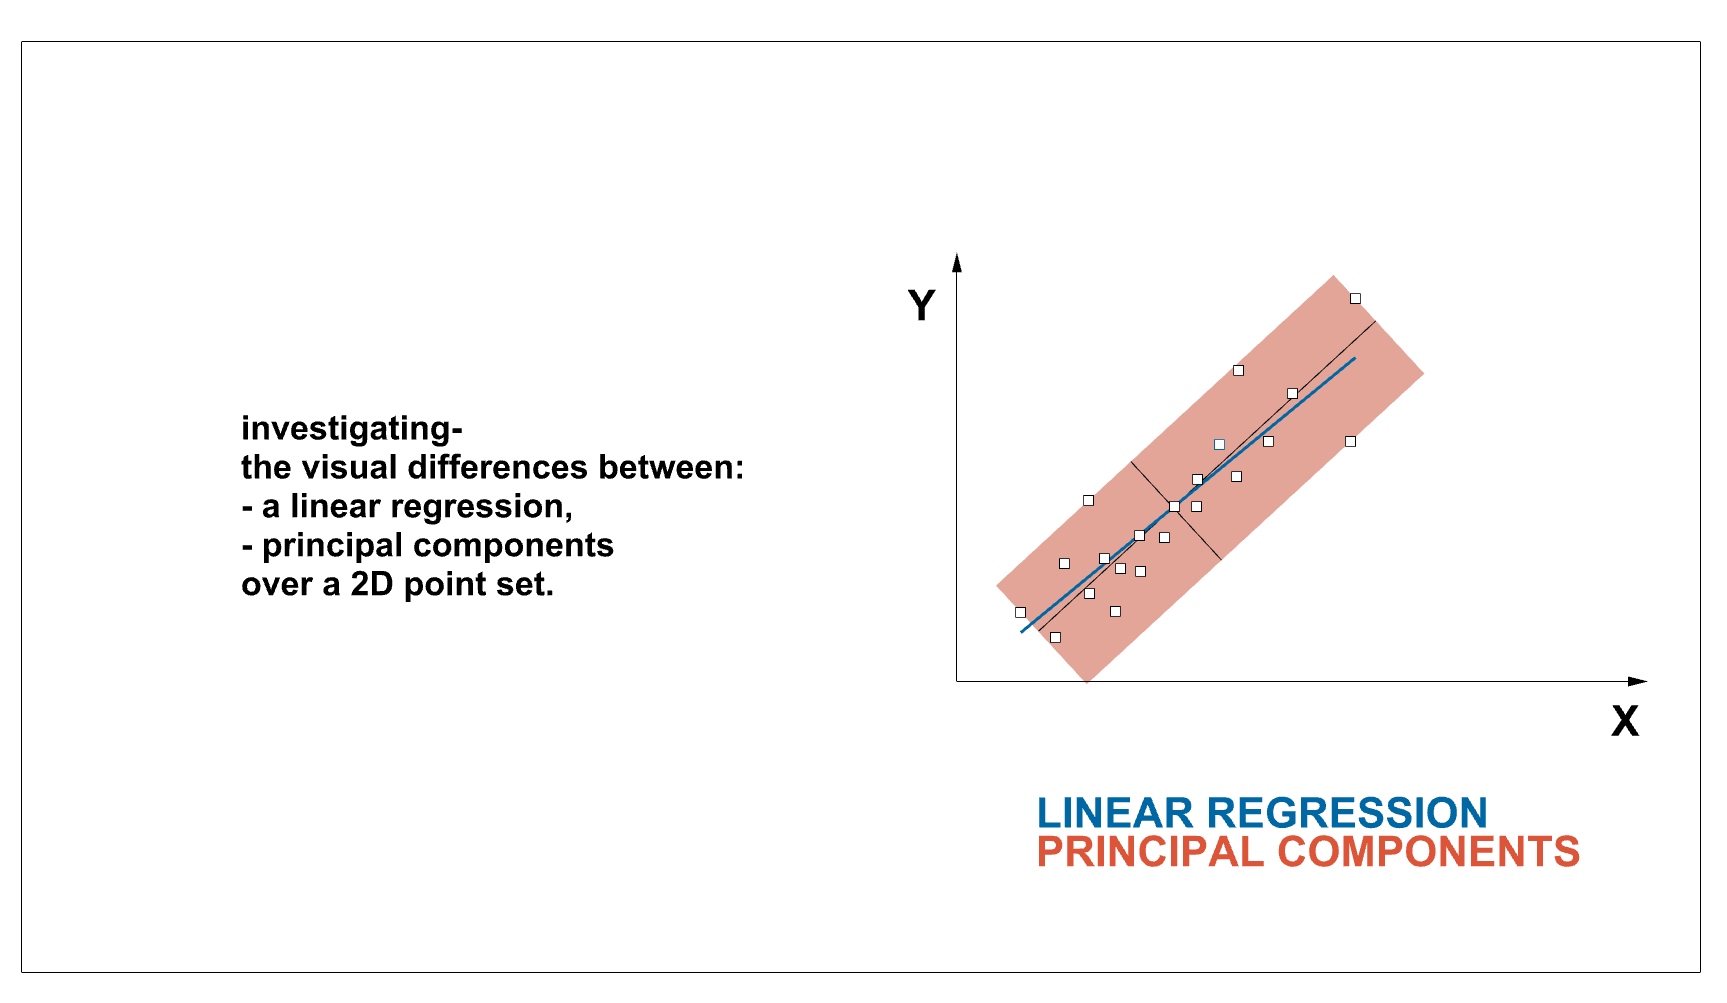 investigating-
the visual differences between:
- a linear regression,
- principal components
over a 2D point set.
Y
X
LINEAR REGRESSION
PRINCIPAL COMPONENTS